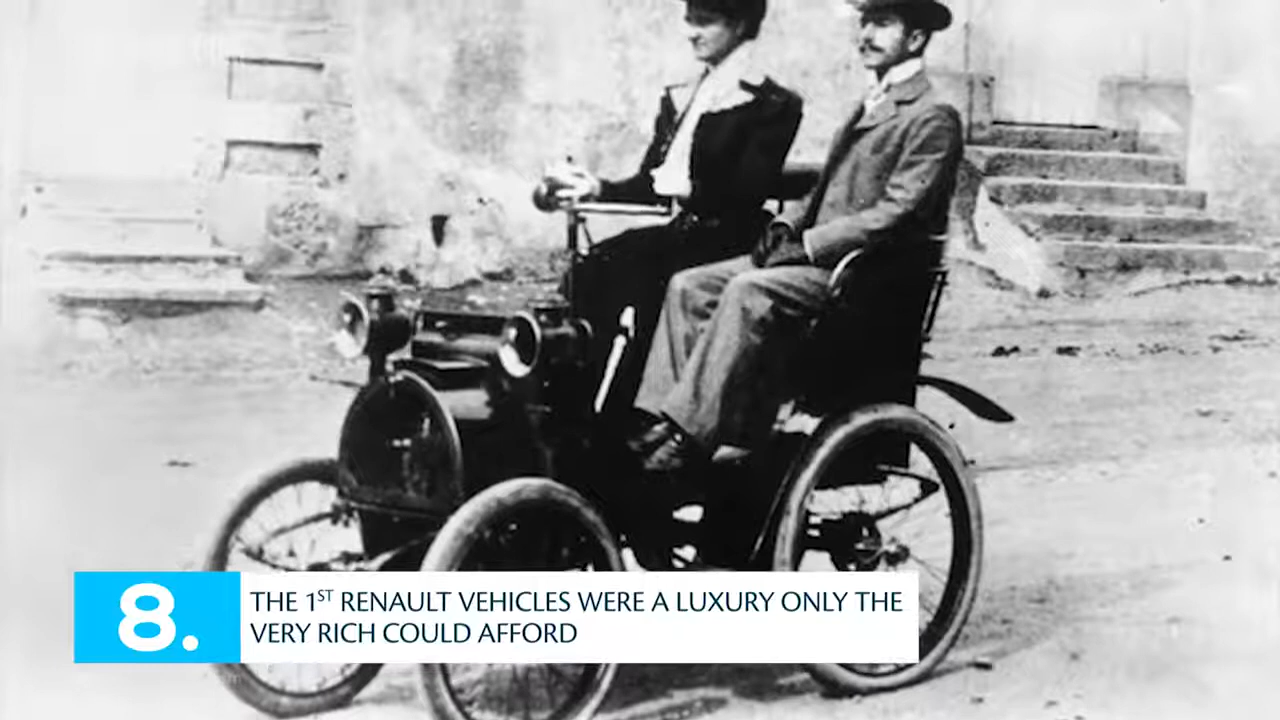 8.
THE 1ST RENAULT VEHICLES WERE A LUXURY ONLY THE
VERY RICH COULD AFFORD